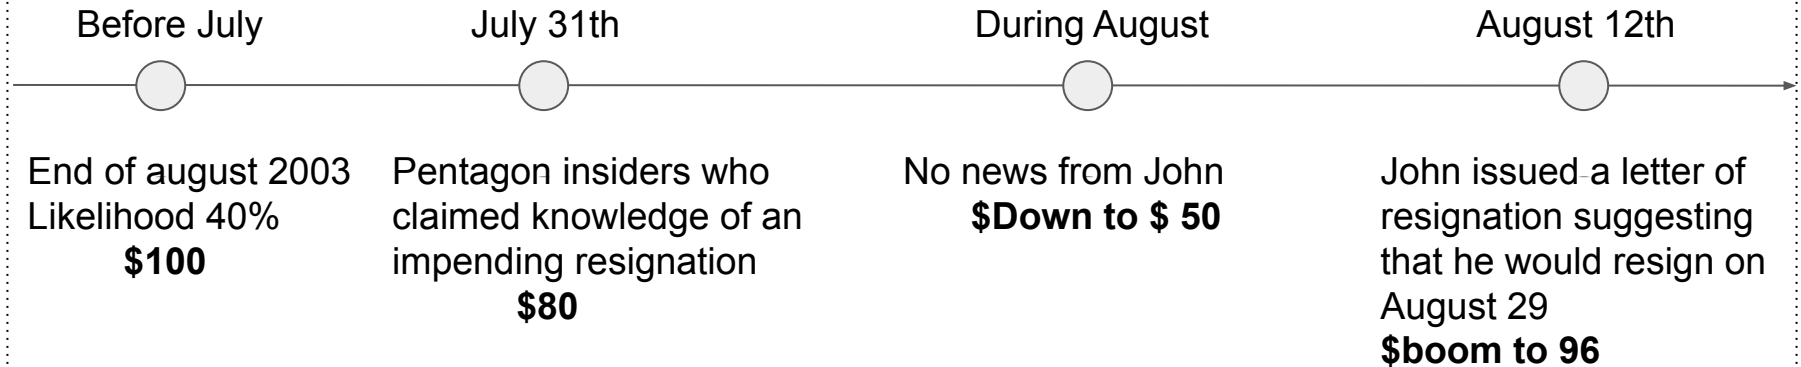 Before July
July 31th
During August
August 12th
End of august 2003
Likelihood 40%
$100
Pentagon insiders who
claimed knowledge of an
impending resignation
$80
No news from John
$Down to $ 50
John issued a letter of
resignation suggesting
that he would resign on
August 29
$boom to 96